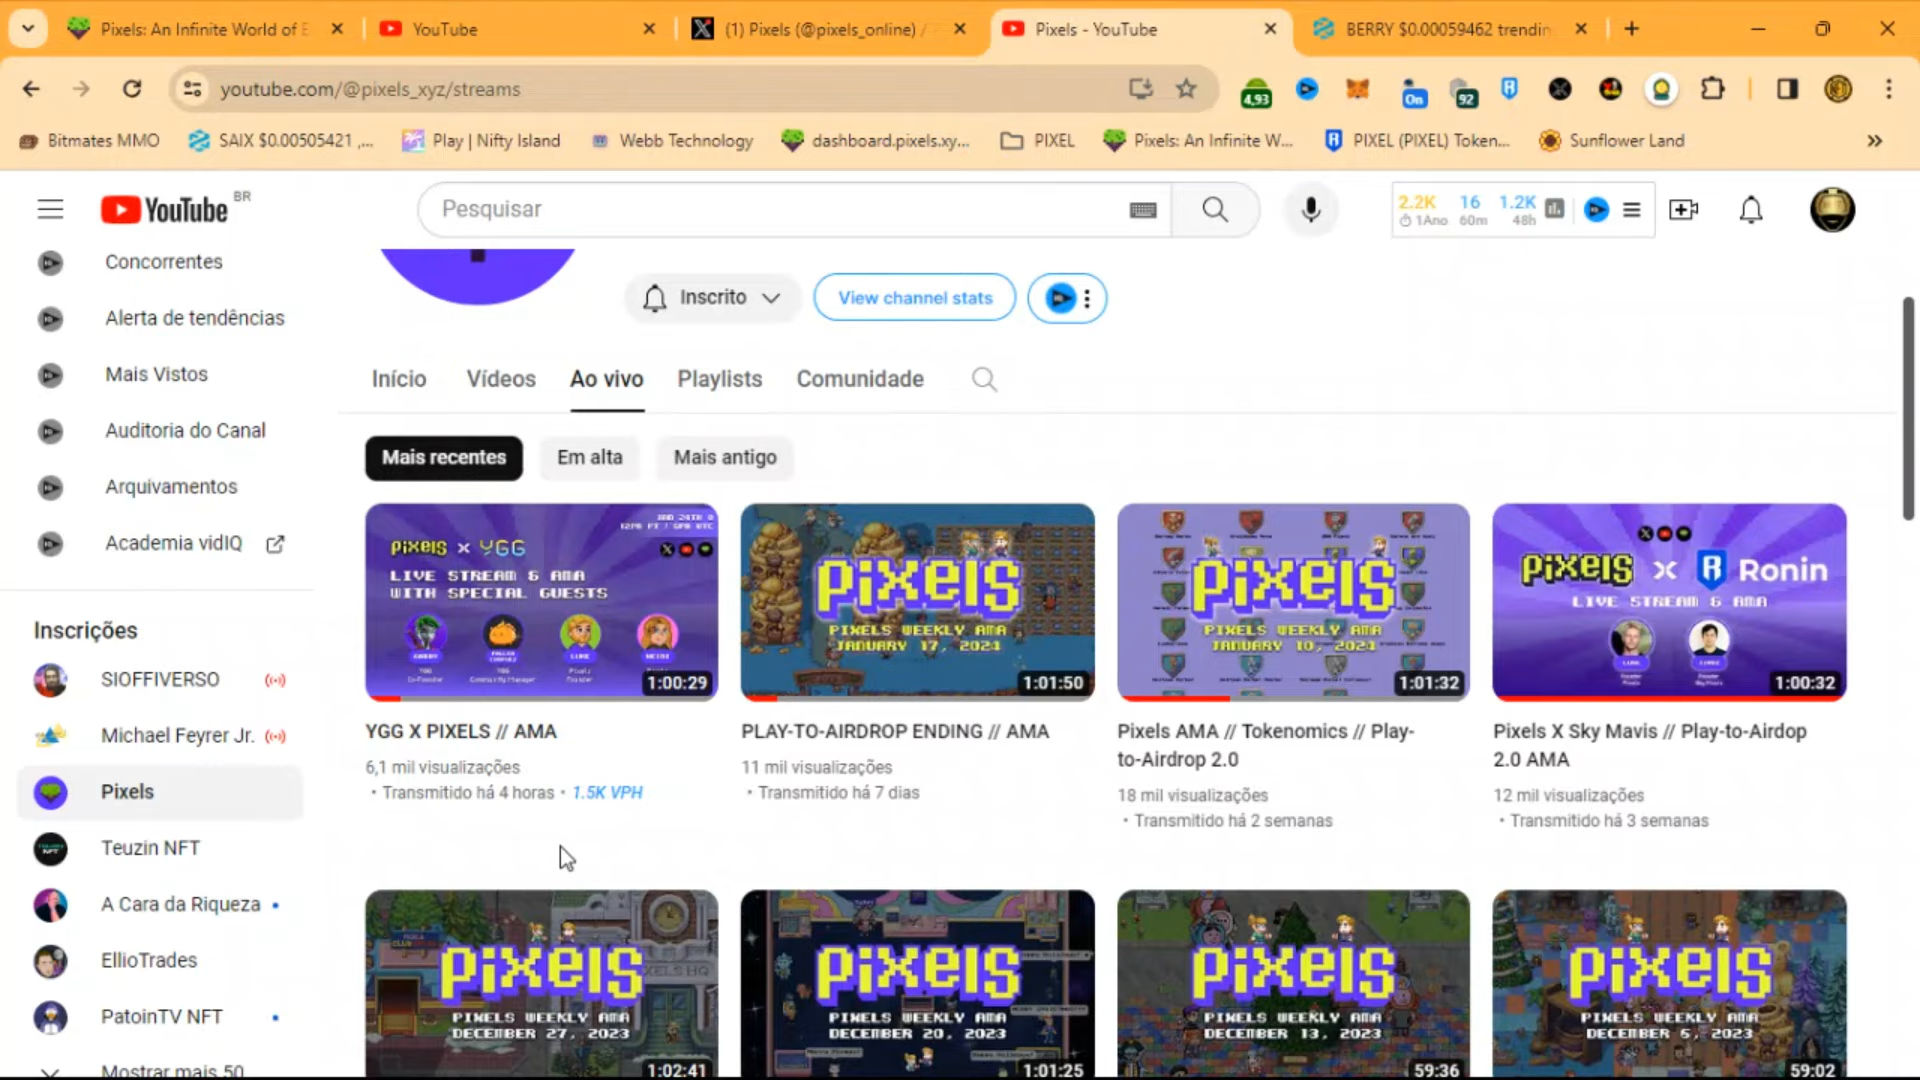 Pixels: An Infinite World of E
YouTube
(1) Pixels (@pixels_online) /
Pixels - YouTube
BERRY $0.00059462 trendin
youtube.com/@pixels_xyz/streams
4,93
On
92
Bitmates MMO
SAIX $0.00505421 ,...
Play | Nifty Island
Webb Technology
dashboard.pixels.xy...
PIXEL
Pixels: An Infinite W...
PIXEL (PIXEL) Token...
Sunflower Land
YouTube BR
Pesquisar
2.2K 16 1.2K
1Ano 60m 48h
Concorrentes
Alerta de tendências
Mais Vistos
Auditoria do Canal
Arquivamentos
Academia vidIQ
Inscrições
SIOFFIVERSO
Michael Feyrer Jr.
Pixels
Teuzin NFT
A Cara da Riqueza
EllioTrades
PatoinTV NFT
Mostrar mais 50
Inscrito
View channel stats
Início
Vídeos
Ao vivo
Playlists
Comunidade
Mais recentes
Em alta
Mais antigo
PIXELS X YGG
LIVE STREAM & AMA
WITH SPECIAL GUESTS
1:00:29
YGG X PIXELS // AMA
6,1 mil visualizações
• Transmitido há 4 horas • 1.5K VPH
PIXELS
PIXELS WEEKLY AMA
JANUARY 17, 2024
1:01:50
PLAY-TO-AIRDROP ENDING // AMA
11 mil visualizações
• Transmitido há 7 dias
PIXELS
PIXELS WEEKLY AMA
JANUARY 10, 2024
1:01:32
Pixels AMA // Tokenomics // Play-
to-Airdrop 2.0
18 mil visualizações
• Transmitido há 2 semanas
PIXELS X Ronin
LIVE STREAM & AMA
1:00:32
Pixels X Sky Mavis // Play-to-Airdop
2.0 AMA
12 mil visualizações
• Transmitido há 3 semanas
PIXELS
PIXELS WEEKLY AMA
DECEMBER 27, 2023
1:02:41
PIXELS
PIXELS WEEKLY AMA
DECEMBER 20, 2023
1:01:25
PIXELS
PIXELS WEEKLY AMA
DECEMBER 13, 2023
59:36
PIXELS
PIXELS WEEKLY AMA
DECEMBER 6, 2023
59:02